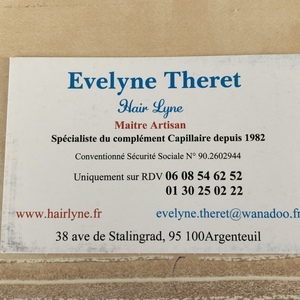 Evelyne Theret
Hair Lyne
Maitre Artisan
Spécialiste du complément Capillaire depuis 1982
Conventionné Sécurité Sociale N° 90.2602944
Uniquement sur RDV 06 08 54 62 52
01 30 25 02 22
www.hairlyne.fr evelyne.theret@wanadoo.fr
38 ave de Stalingrad, 95 100Argenteuil